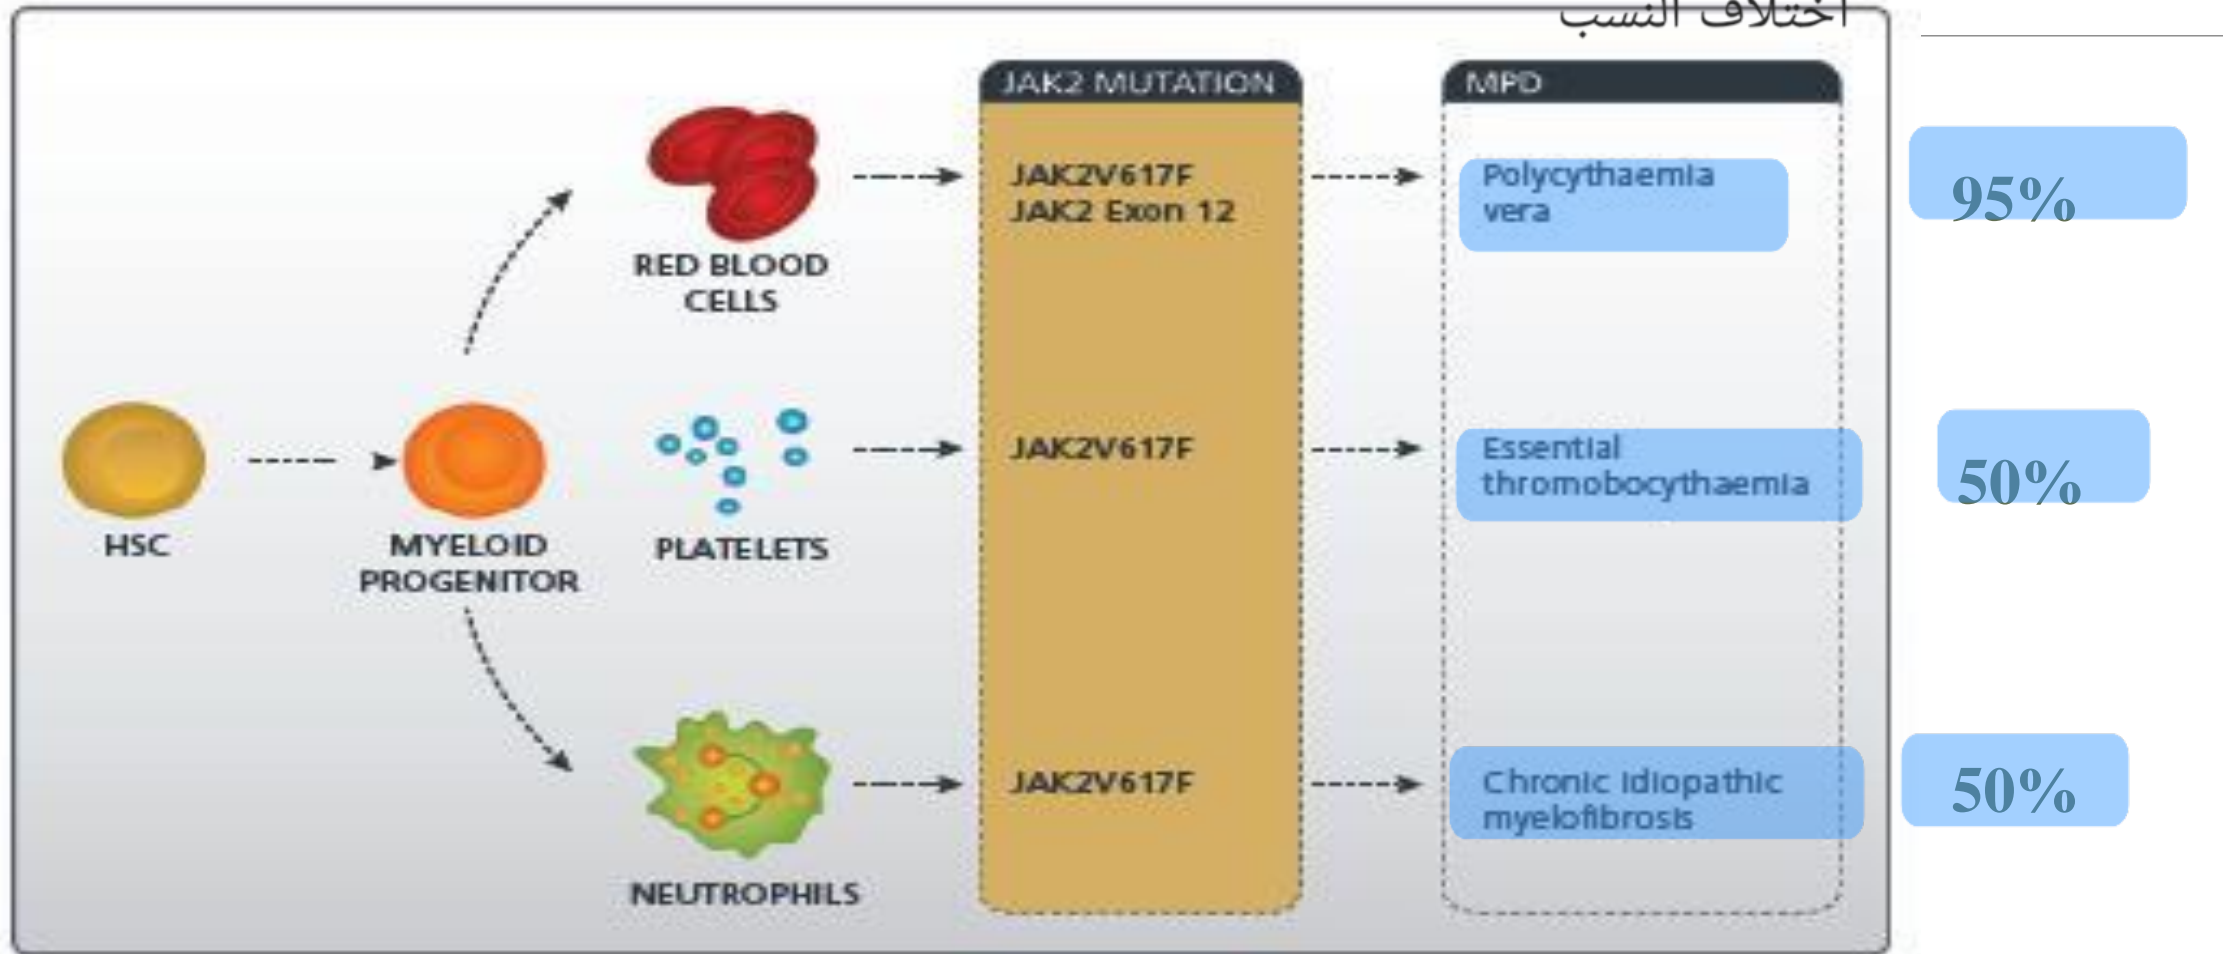 اختلاف النسب
JAK2 MUTATION
MPD
JAK2V617F
JAK2 Exon 12
Polycythaemia
vera
95%
RED BLOOD
CELLS
JAK2V617F
Essential
thromobocythaemia
50%
HSC
MYELOID
PROGENITOR
PLATELETS
JAK2V617F
Chronic idiopathic
myelofibrosis
50%
NEUTROPHILS